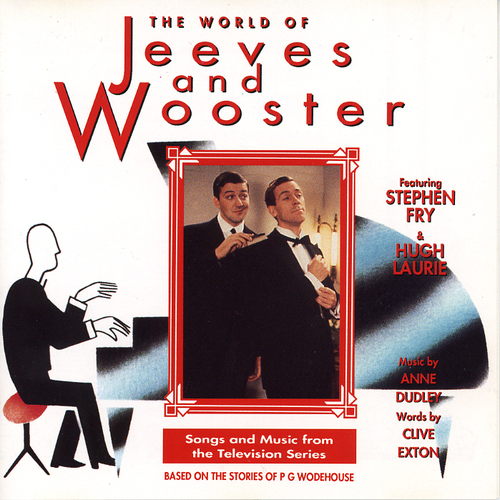 THE WORLD OF
Jeeves
and
Wooster
Featuring
STEPHEN
FRY
&
HUGH
LAURIE
Music by
ANNE
DUDLEY
Words by
CLIVE
EXTON
Songs and Music from
the Television Series
BASED ON THE STORIES OF P G WODEHOUSE